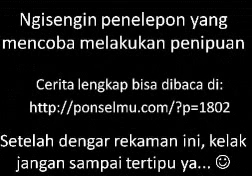 Ngisengin penelepon yang
mencoba melakukan penipuan
Cerita lengkap bisa dibaca di:
http://ponselmu.com/?p=1802
Setelah dengar rekaman ini, kelak
jangan sampai tertipu ya... ☺